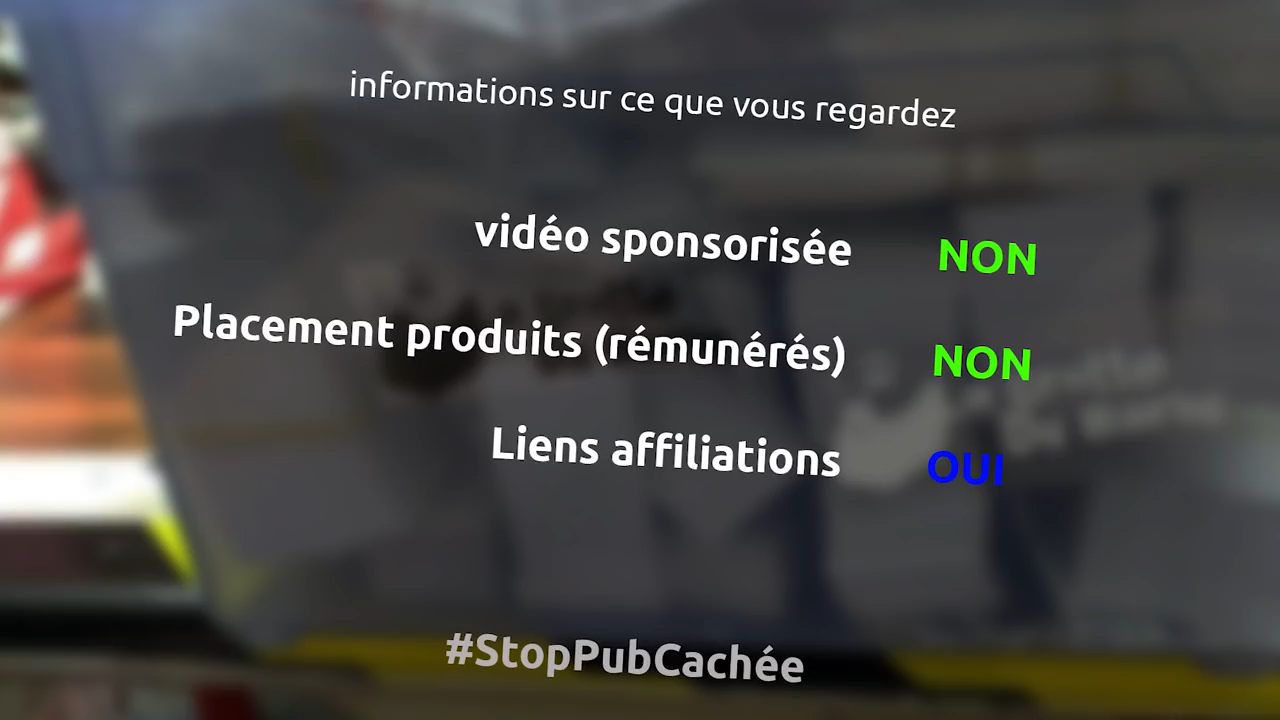 informations sur ce que vous regardez
vidéo sponsorisée NON
Placement produits (rémunérés) NON
Liens affiliations OUI
#StopPubCachée